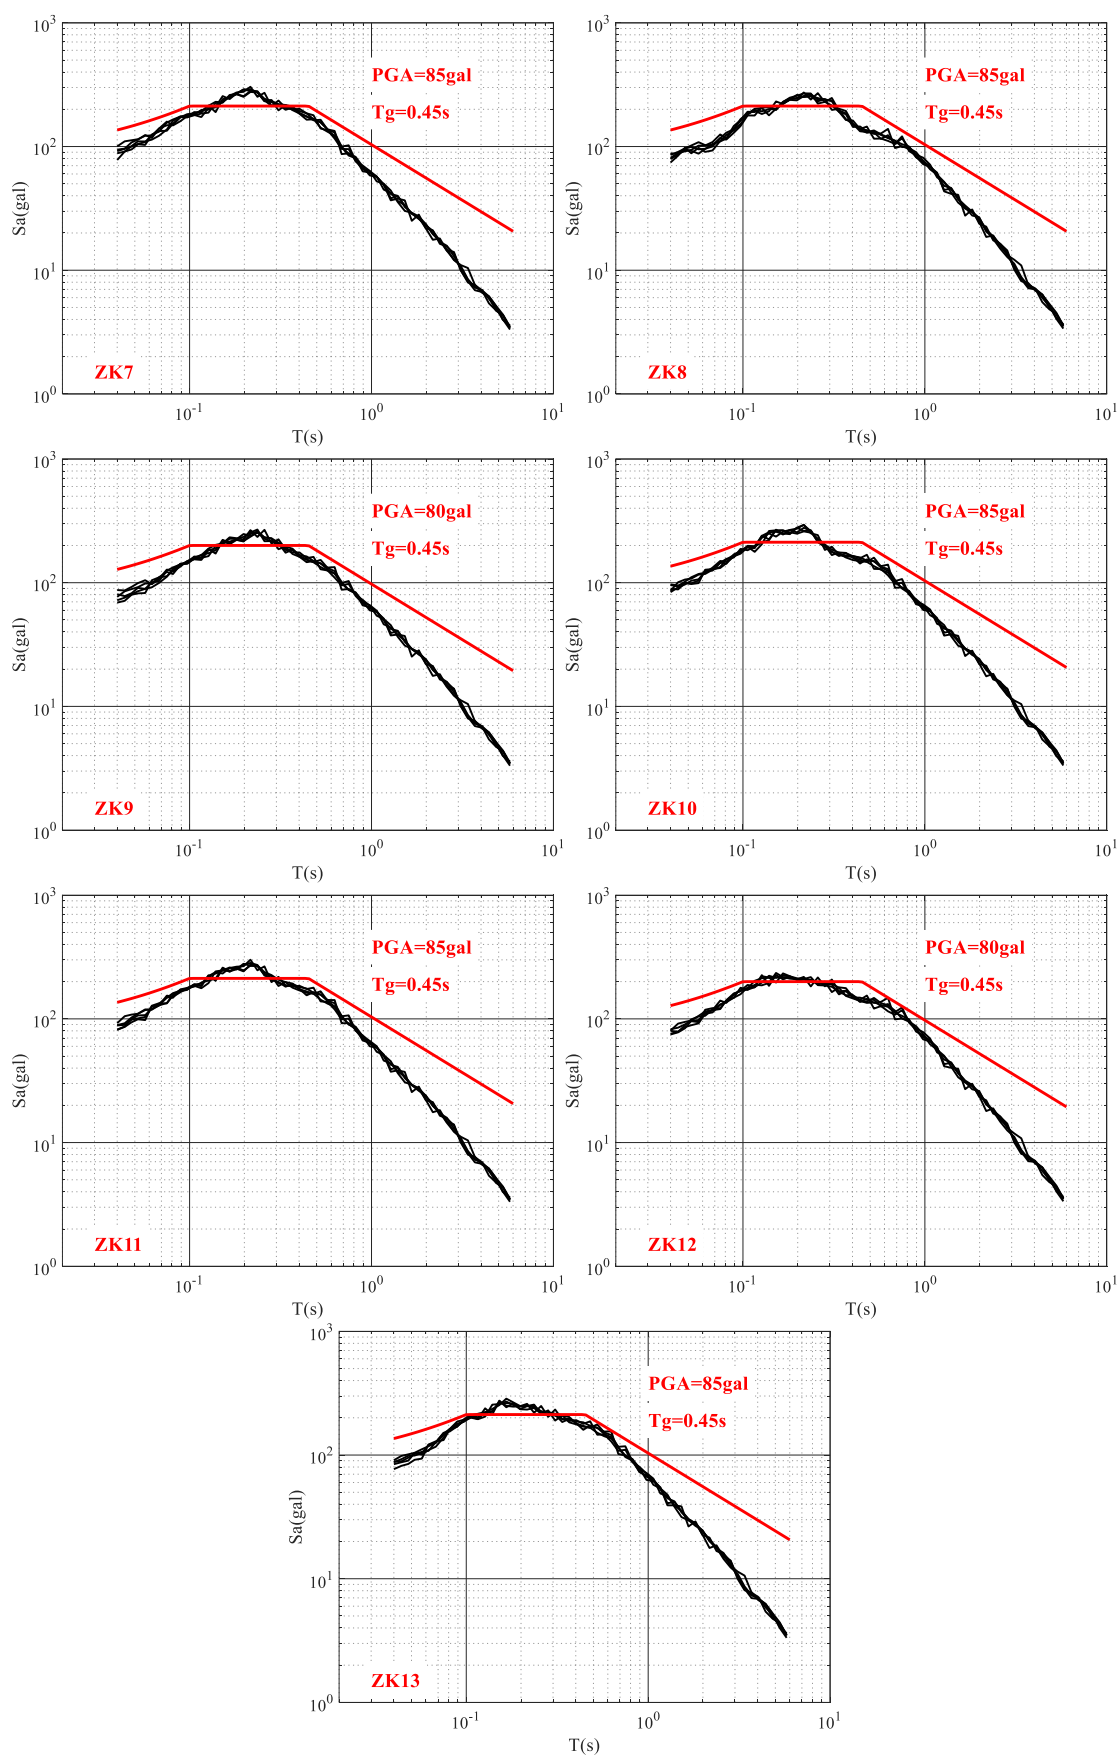 10³
PGA=85gal
Tg=0.45s
10²
Sa(gal)
10¹
ZK7
10⁰
10⁻¹ 10⁰ 10¹
T(s)
10³
PGA=85gal
Tg=0.45s
10²
Sa(gal)
10¹
ZK8
10⁰
10⁻¹ 10⁰ 10¹
T(s)
10³
PGA=80gal
Tg=0.45s
10²
Sa(gal)
10¹
ZK9
10⁰
10⁻¹ 10⁰ 10¹
T(s)
10³
PGA=85gal
Tg=0.45s
10²
Sa(gal)
10¹
ZK10
10⁰
10⁻¹ 10⁰ 10¹
T(s)
10³
PGA=85gal
Tg=0.45s
10²
Sa(gal)
10¹
ZK11
10⁰
10⁻¹ 10⁰ 10¹
T(s)
10³
PGA=80gal
Tg=0.45s
10²
Sa(gal)
10¹
ZK12
10⁰
10⁻¹ 10⁰ 10¹
T(s)
10³
PGA=85gal
Tg=0.45s
10²
Sa(gal)
10¹
ZK13
10⁰
10⁻¹ 10⁰ 10¹
T(s)